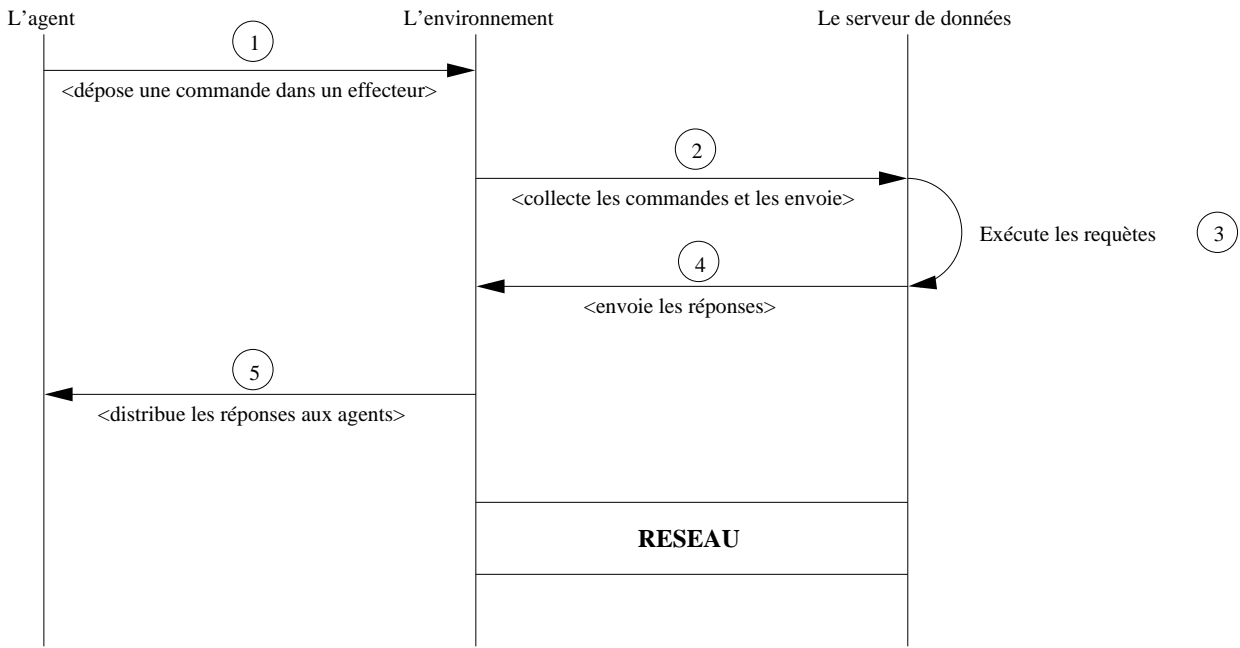 L'agent
L'environnement
Le serveur de données
1
<dépose une commande dans un effecteur>
2
<collecte les commandes et les envoie>
Exécute les requètes
3
4
<envoie les réponses>
5
<distribue les réponses aux agents>
RESEAU